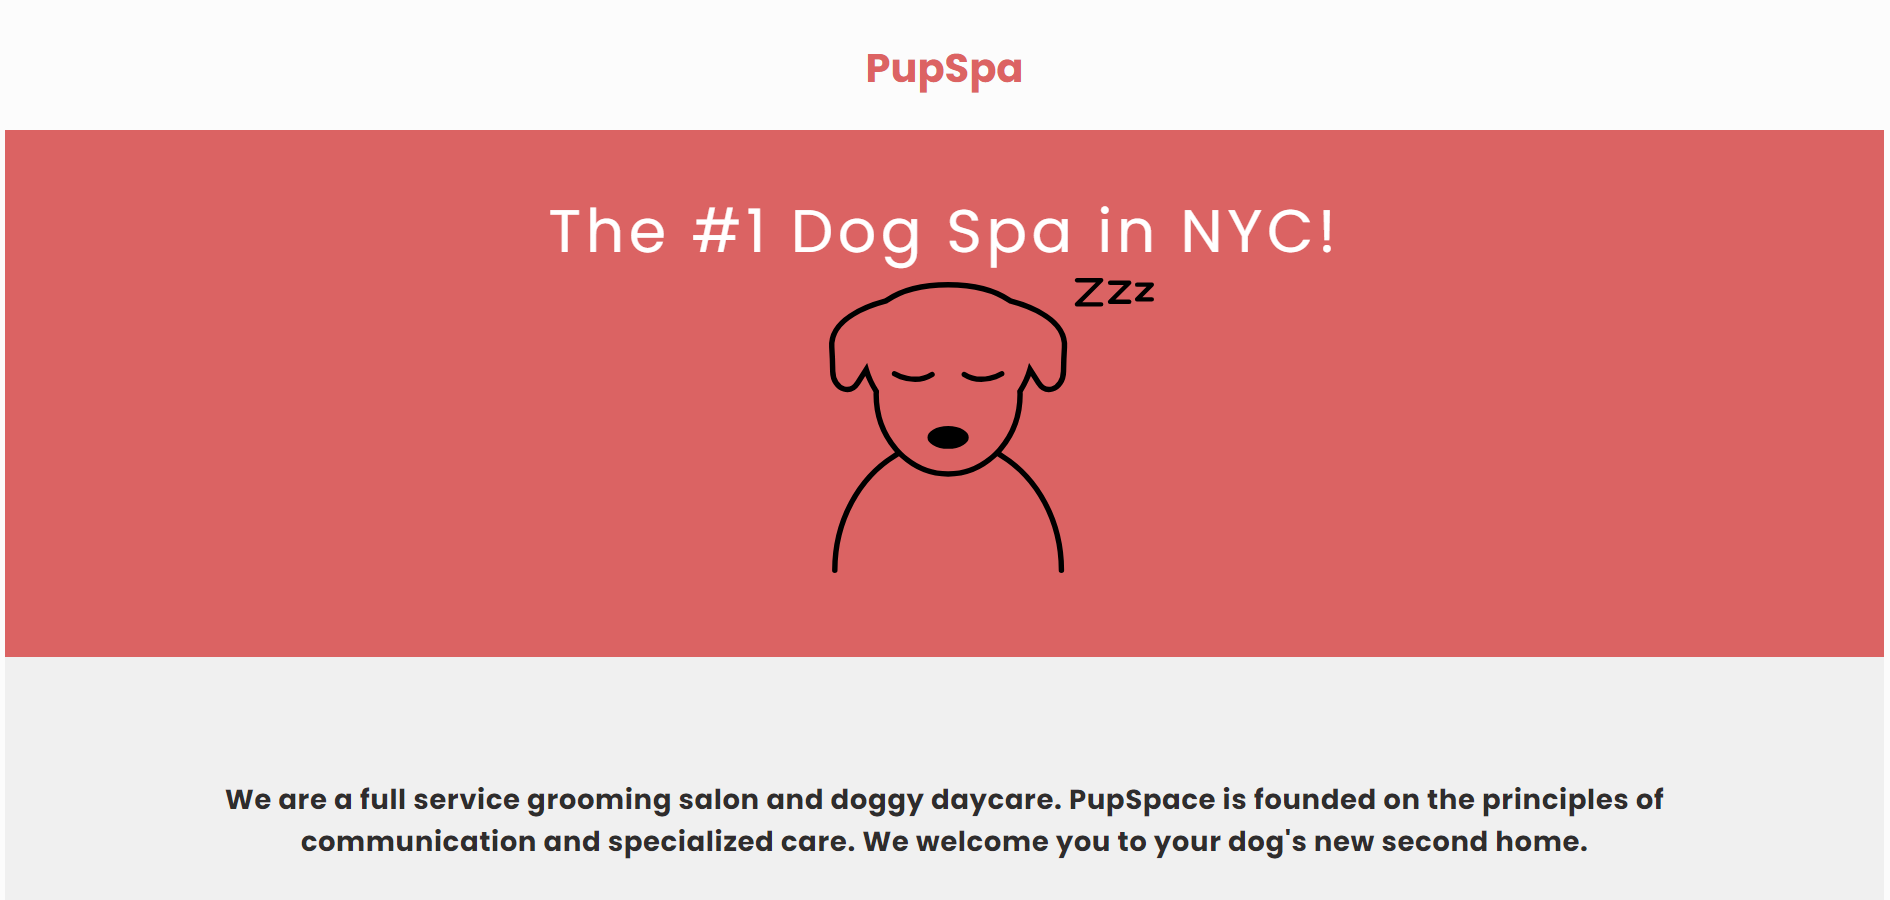 PupSpa
The #1 Dog Spa in NYC!
Zzz
We are a full service grooming salon and doggy daycare. PupSpace is founded on the principles of
communication and specialized care. We welcome you to your dog's new second home.